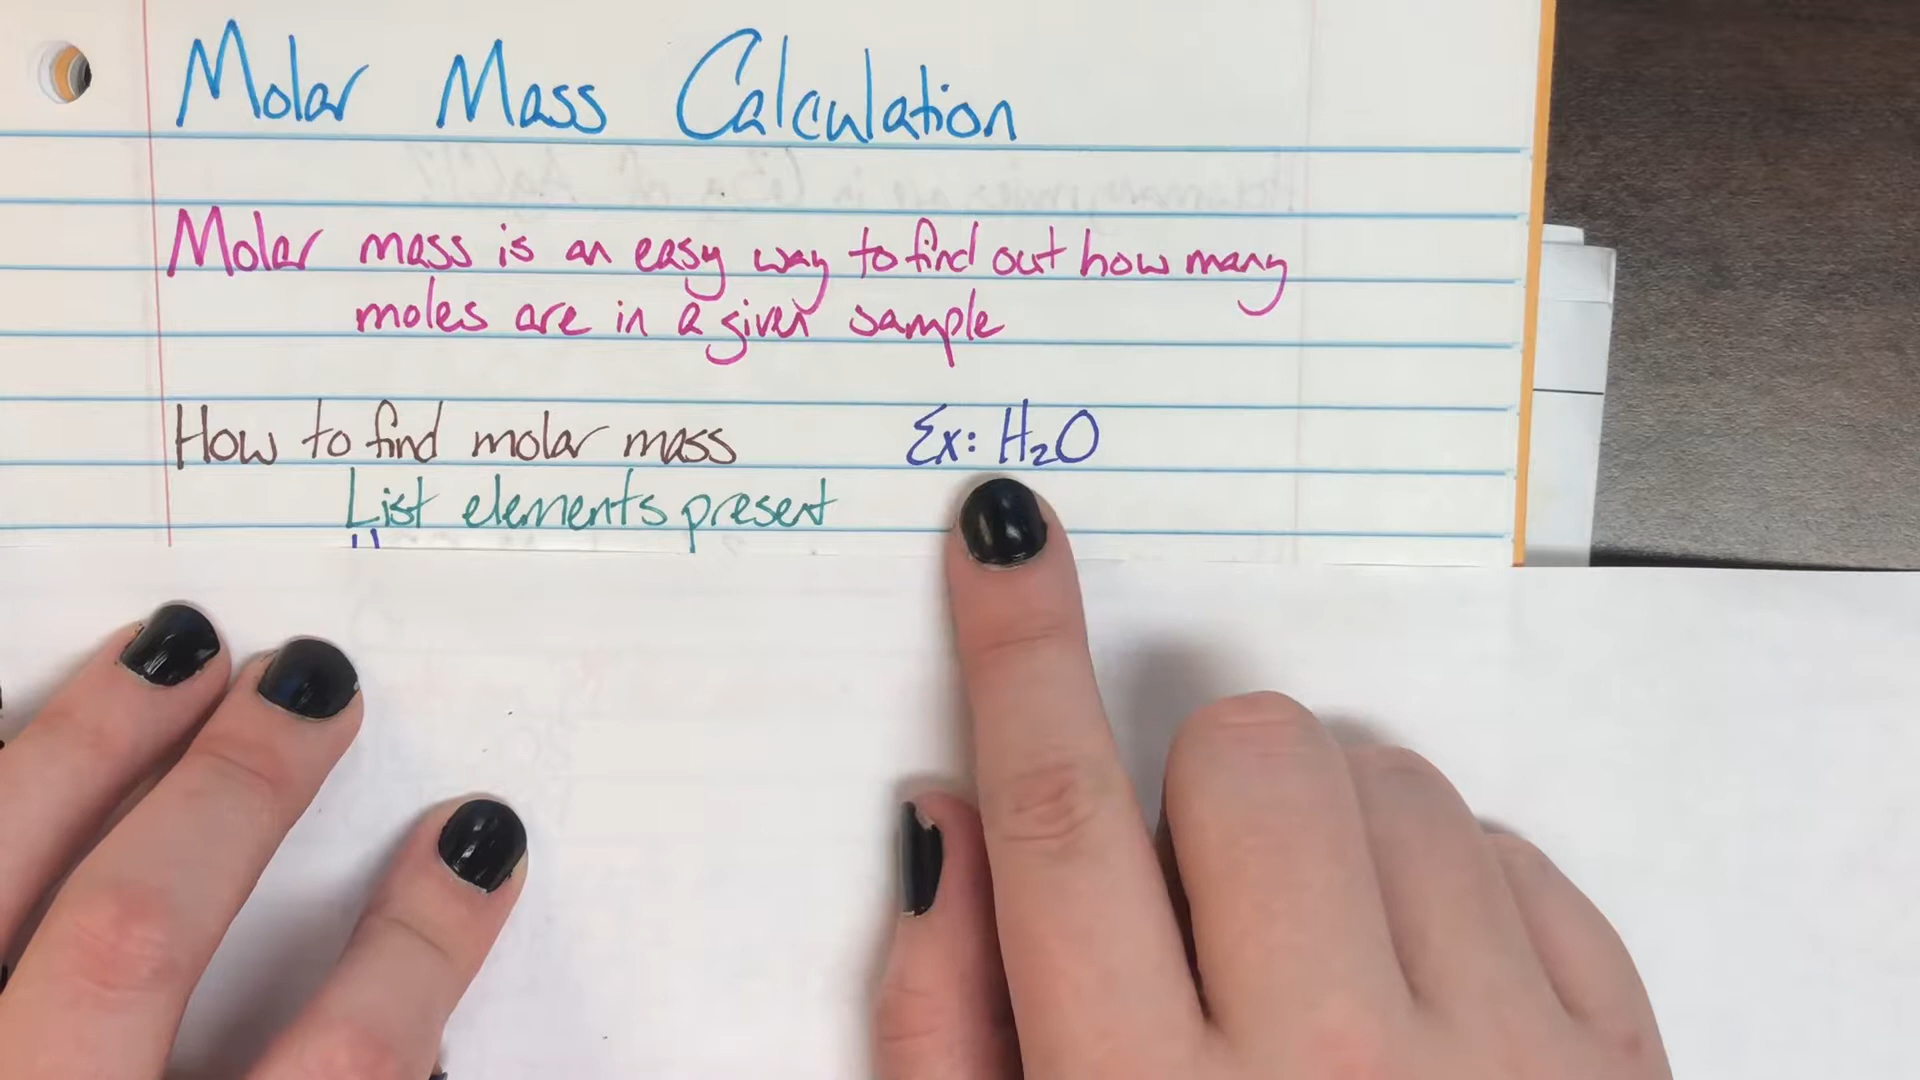 Molar Mass Calculation
Molar mass is an easy way to find out how many
moles are in a given sample
How to find molar mass Ex: H₂O
List elements present